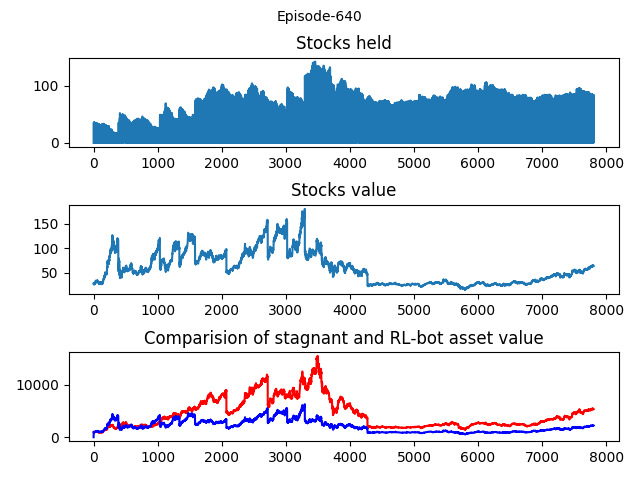 Episode-640
Stocks held
100
0
0 1000 2000 3000 4000 5000 6000 7000 8000
Stocks value
150
100
50
0 1000 2000 3000 4000 5000 6000 7000 8000
Comparision of stagnant and RL-bot asset value
10000
0
0 1000 2000 3000 4000 5000 6000 7000 8000